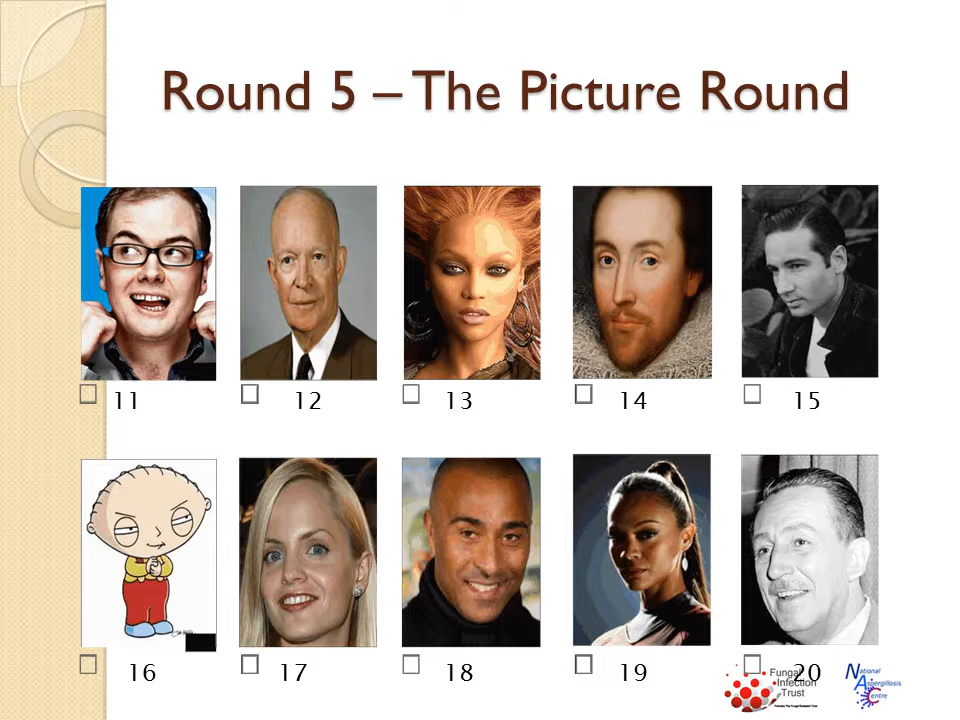 Round 5 – The Picture Round
11 12 13 14 15
16 17 18 19 20
Fungal
Infection
Trust
National
Aspergillosis
Centre